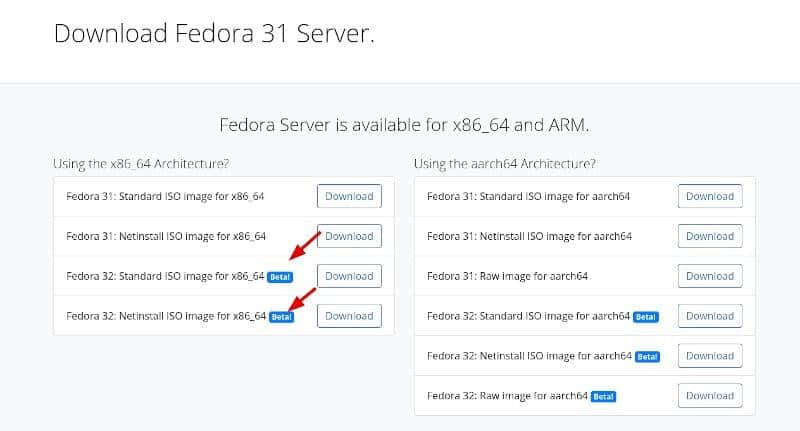 Download Fedora 31 Server.
Fedora Server is available for x86_64 and ARM.
Using the x86_64 Architecture?
Fedora 31: Standard ISO image for x86_64 Download
Fedora 31: Netinstall ISO image for x86_64 Download
Fedora 32: Standard ISO image for x86_64 Beta! Download
Fedora 32: Netinstall ISO image for x86_64 Beta! Download
Using the aarch64 Architecture?
Fedora 31: Standard ISO image for aarch64 Download
Fedora 31: Netinstall ISO image for aarch64 Download
Fedora 31: Raw image for aarch64 Download
Fedora 32: Standard ISO image for aarch64 Beta! Download
Fedora 32: Netinstall ISO image for aarch64 Beta! Download
Fedora 32: Raw image for aarch64 Beta! Download